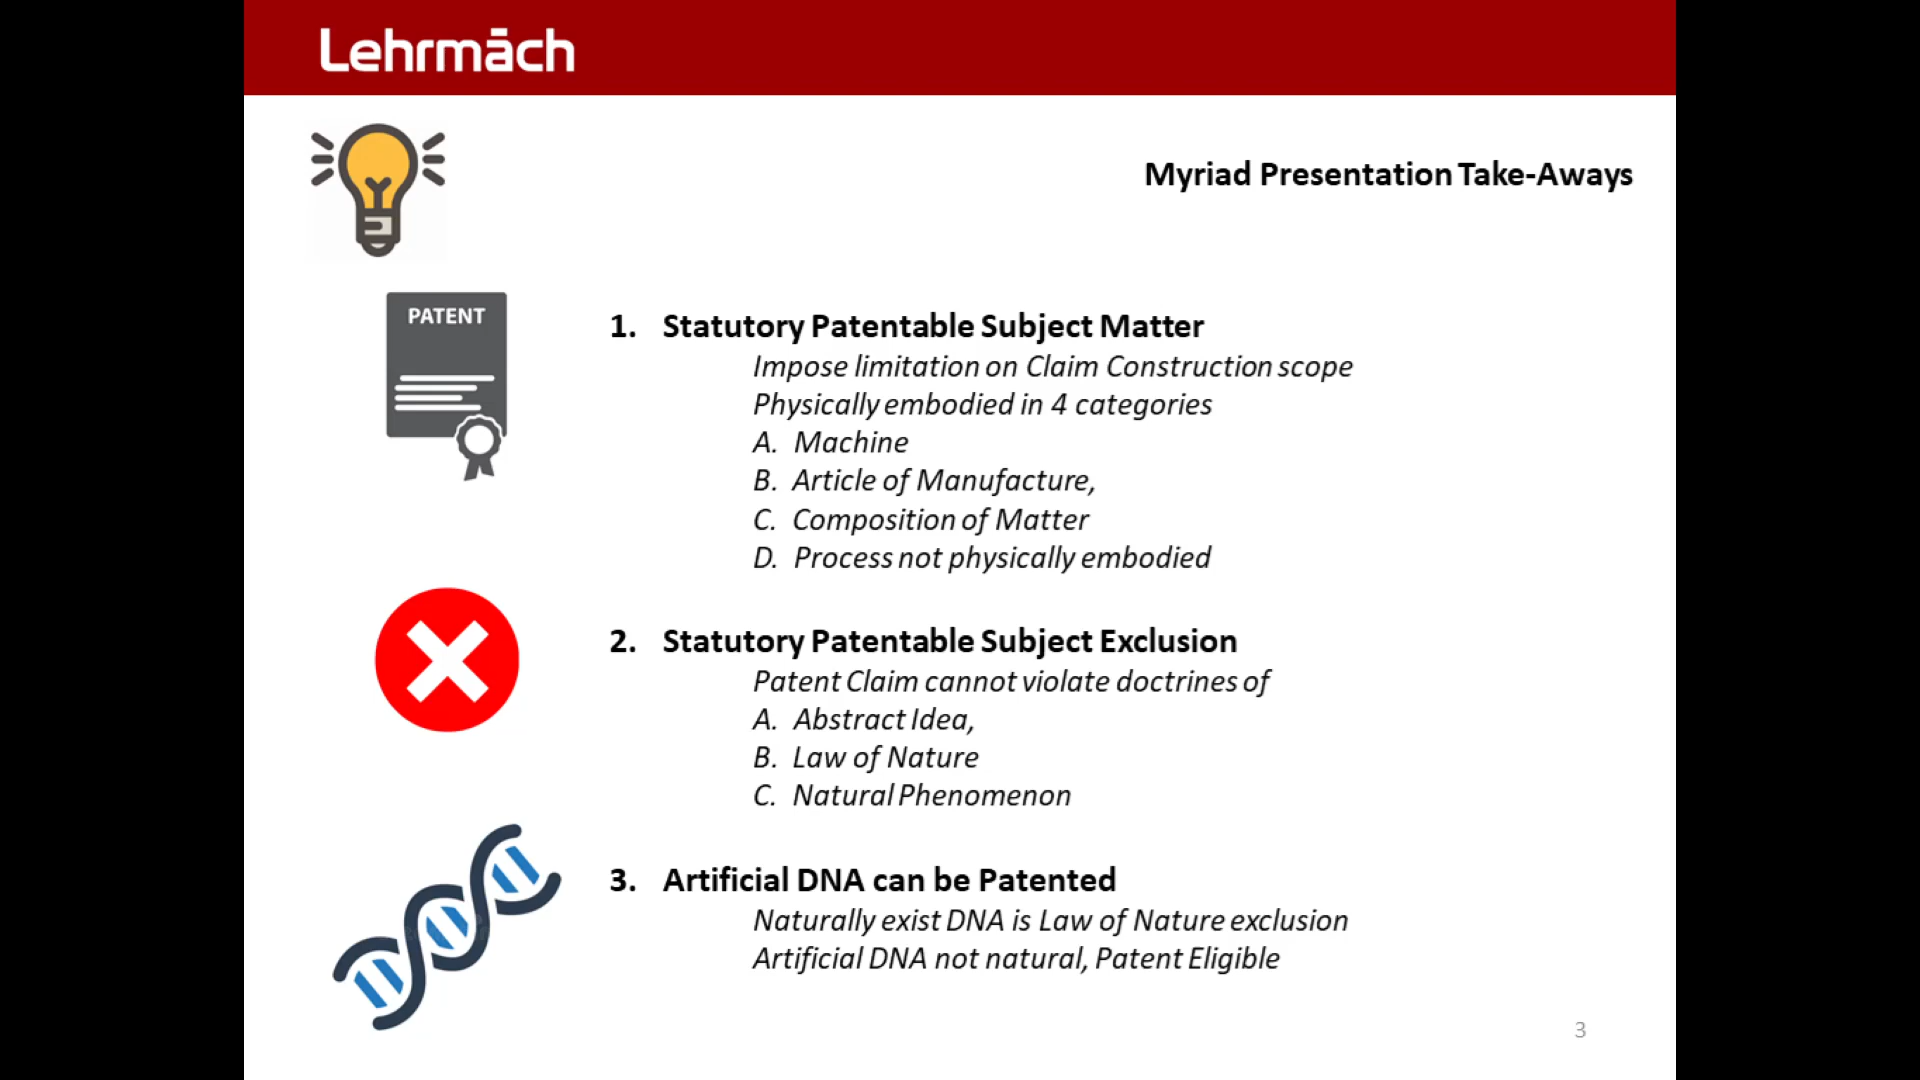 Lehrmāch
Myriad Presentation Take-Aways
PATENT
1. Statutory Patentable Subject Matter
Impose limitation on Claim Construction scope
Physically embodied in 4 categories
A. Machine
B. Article of Manufacture,
C. Composition of Matter
D. Process not physically embodied
2. Statutory Patentable Subject Exclusion
Patent Claim cannot violate doctrines of
A. Abstract Idea,
B. Law of Nature
C. Natural Phenomenon
3. Artificial DNA can be Patented
Naturally exist DNA is Law of Nature exclusion
Artificial DNA not natural, Patent Eligible
3